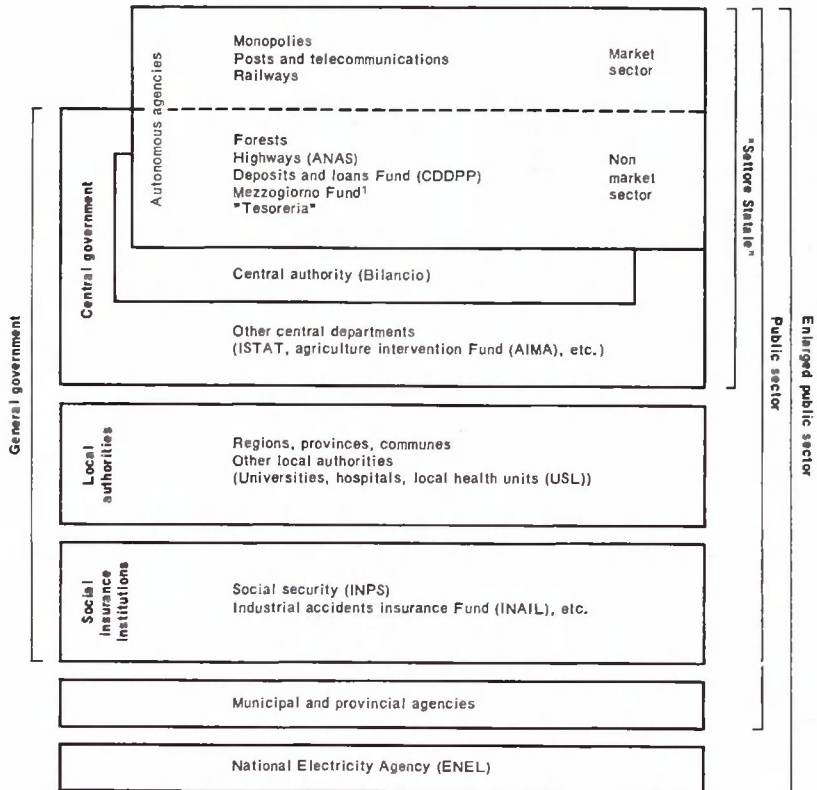 Autonomous agencies
Monopolies
Posts and telecommunications
Railways
Market
sector
Forests
Highways (ANAS)
Deposits and loans Fund (CDDPP)
Mezzogiorno Fund¹
"Tesoreria"
Non
market
sector
Central government
Central authority (Bilancio)
Other central departments
(ISTAT, agriculture intervention Fund (AIMA), etc.)
General government
Local
authorities
Regions, provinces, communes
Other local authorities
(Universities, hospitals, local health units (USL))
Social
insurance
institutions
Social security (INPS)
Industrial accidents insurance Fund (INAIL), etc.
Municipal and provincial agencies
National Electricity Agency (ENEL)
"Settore Statale"
Public sector
Enlarged public sector